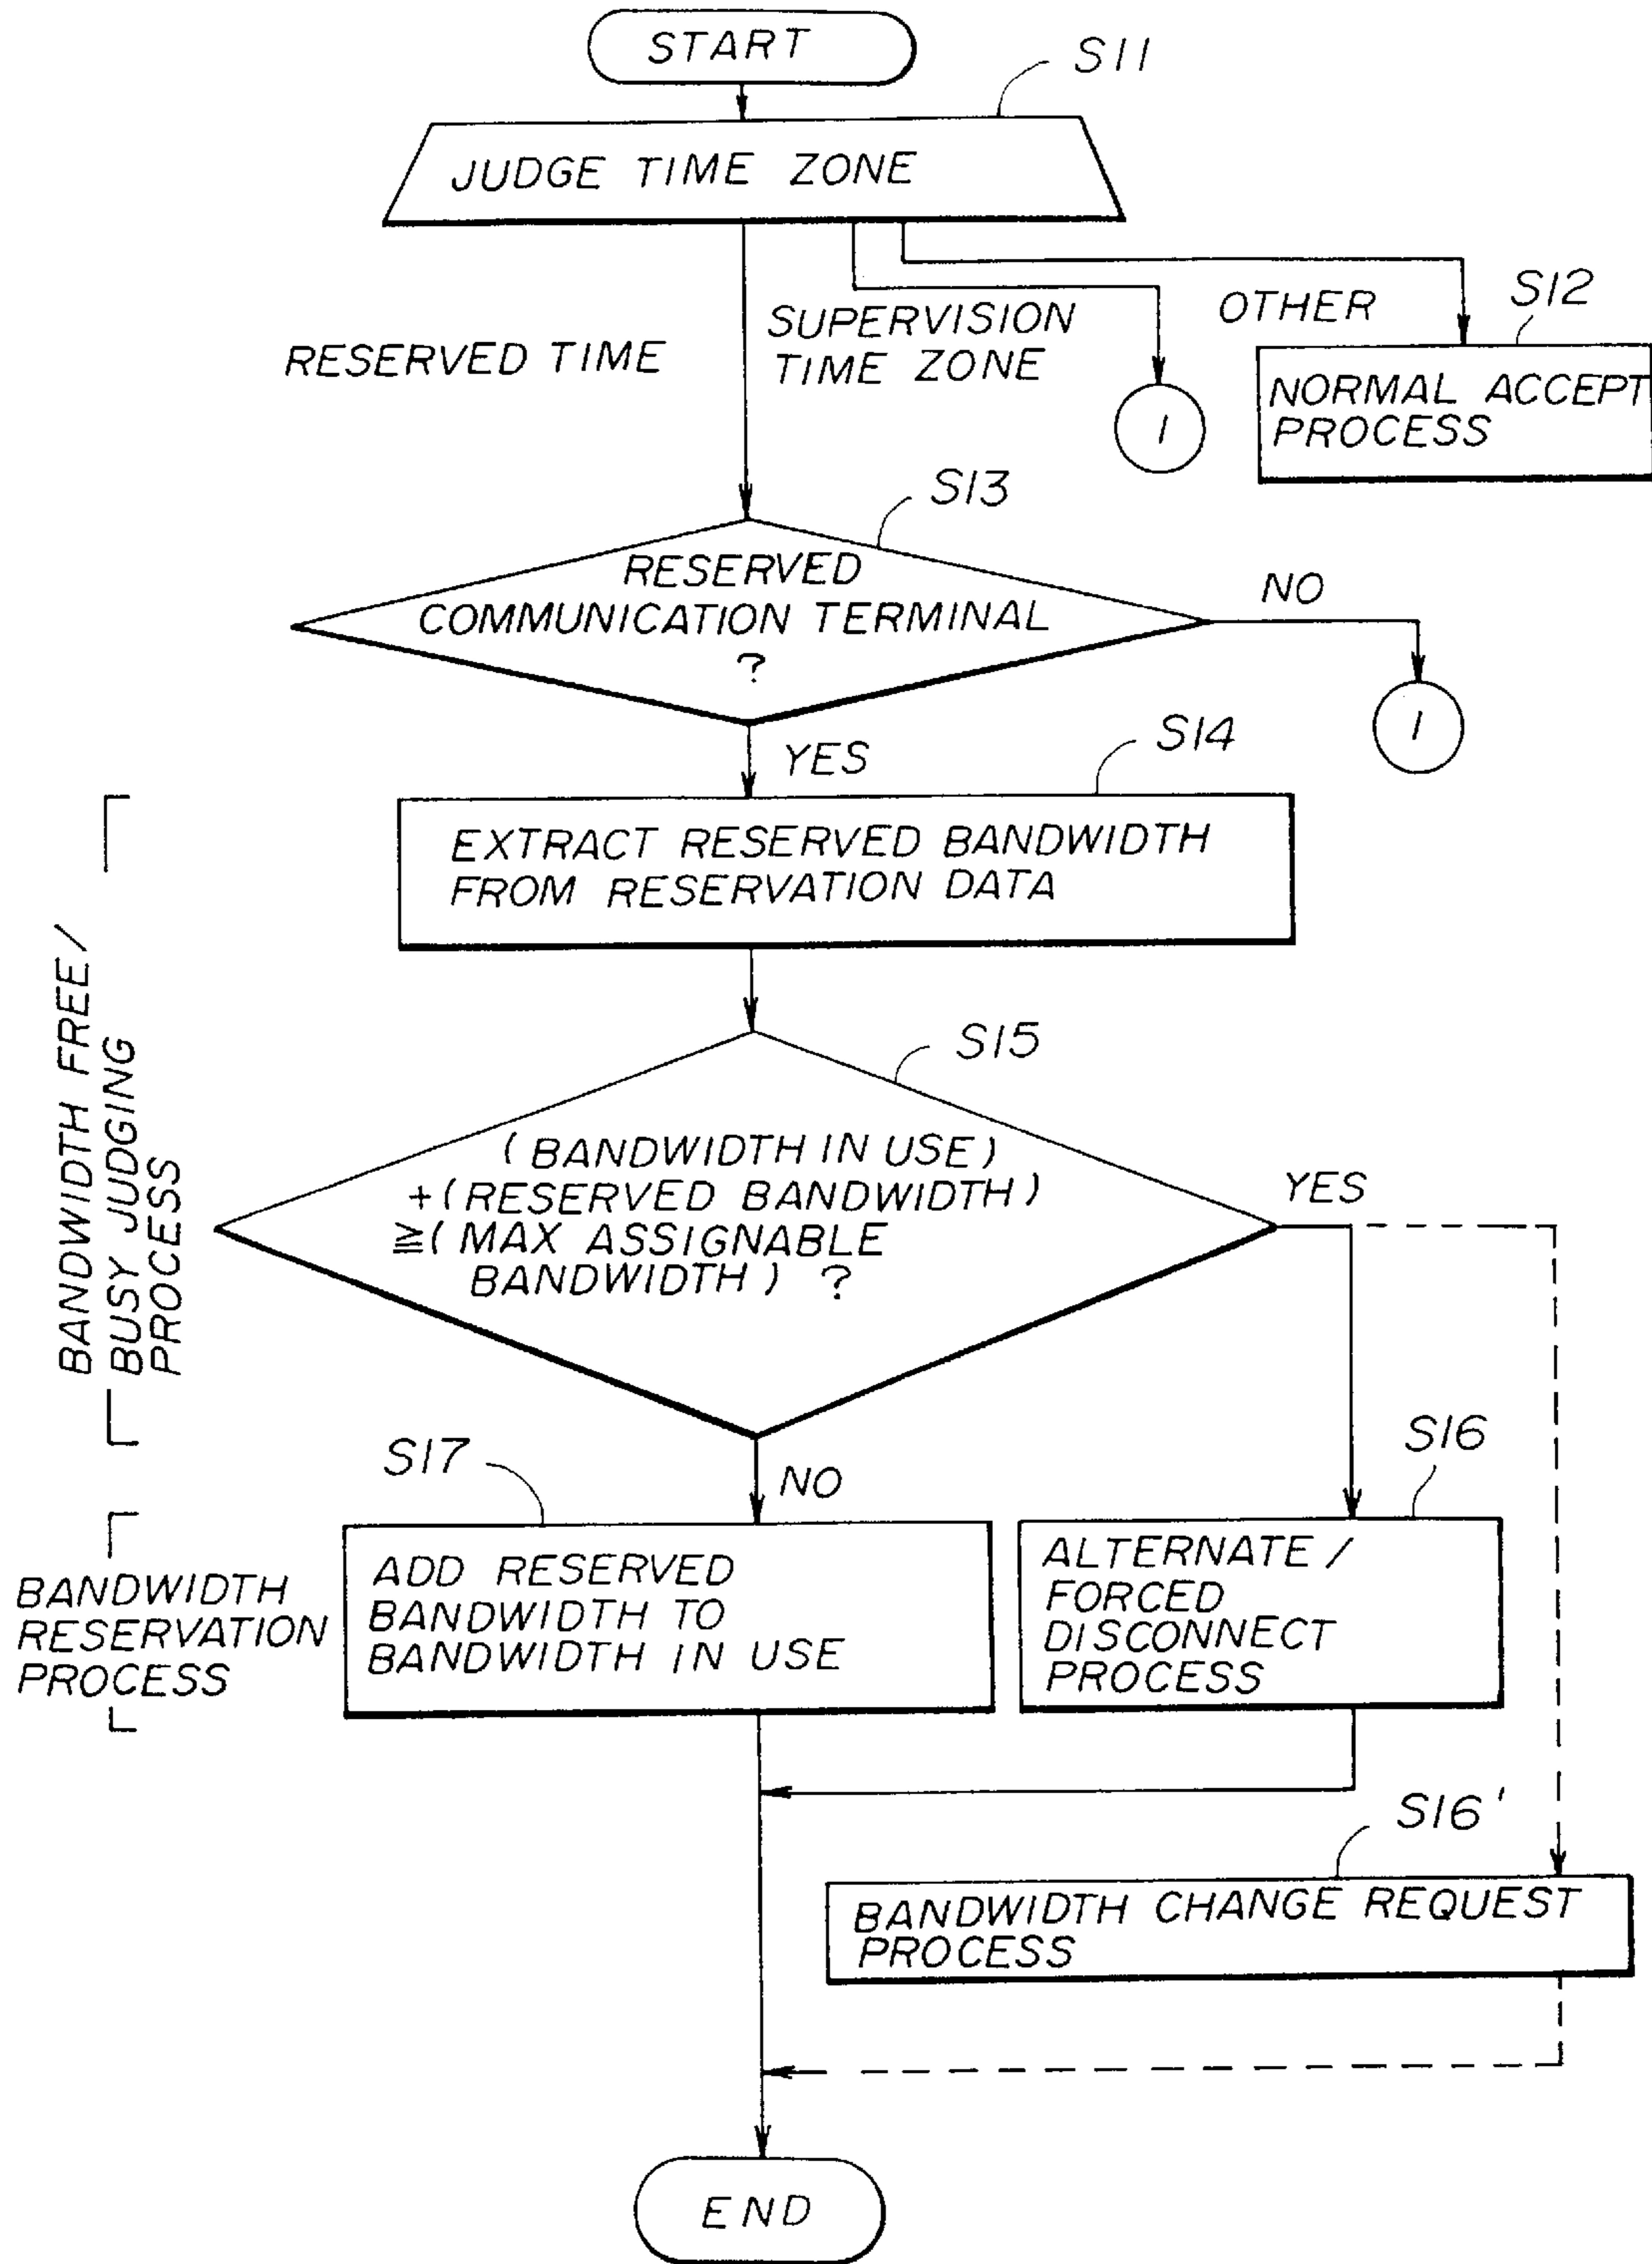 START
S11
JUDGE TIME ZONE
RESERVED TIME
SUPERVISION
TIME ZONE
1
OTHER
S12
NORMAL ACCEPT
PROCESS
S13
RESERVED
COMMUNICATION TERMINAL
?
NO
1
YES
S14
EXTRACT RESERVED BANDWIDTH
FROM RESERVATION DATA
BANDWIDTH FREE/
BUSY JUDGING
PROCESS
S15
(BANDWIDTH IN USE)
+(RESERVED BANDWIDTH)
≧(MAX ASSIGNABLE
BANDWIDTH) ?
YES
NO
S17
S16
BANDWIDTH
RESERVATION
PROCESS
ADD RESERVED
BANDWIDTH TO
BANDWIDTH IN USE
ALTERNATE/
FORCED
DISCONNECT
PROCESS
S16'
BANDWIDTH CHANGE REQUEST
PROCESS
END